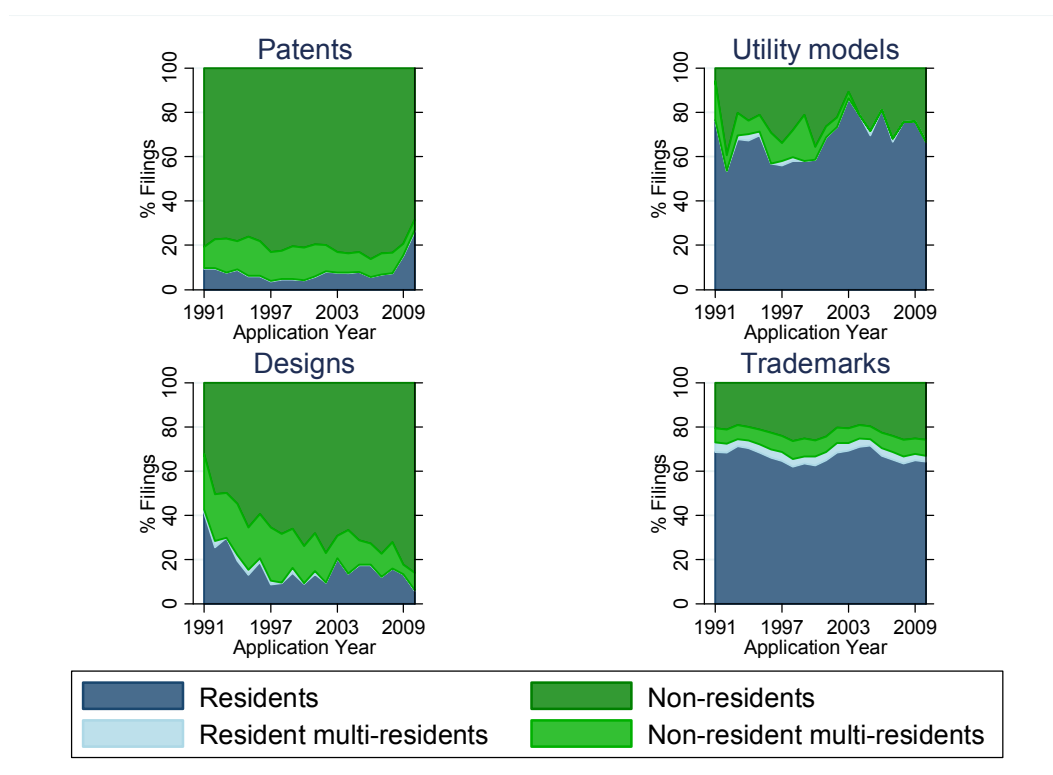 Patents
% Filings
0 20 40 60 80 100
1991 1997 2003 2009
Application Year
Utility models
% Filings
0 20 40 60 80 100
1991 1997 2003 2009
Application Year
Designs
% Filings
0 20 40 60 80 100
1991 1997 2003 2009
Application Year
Trademarks
% Filings
0 20 40 60 80 100
1991 1997 2003 2009
Application Year
Residents
Non-residents
Resident multi-residents
Non-resident multi-residents